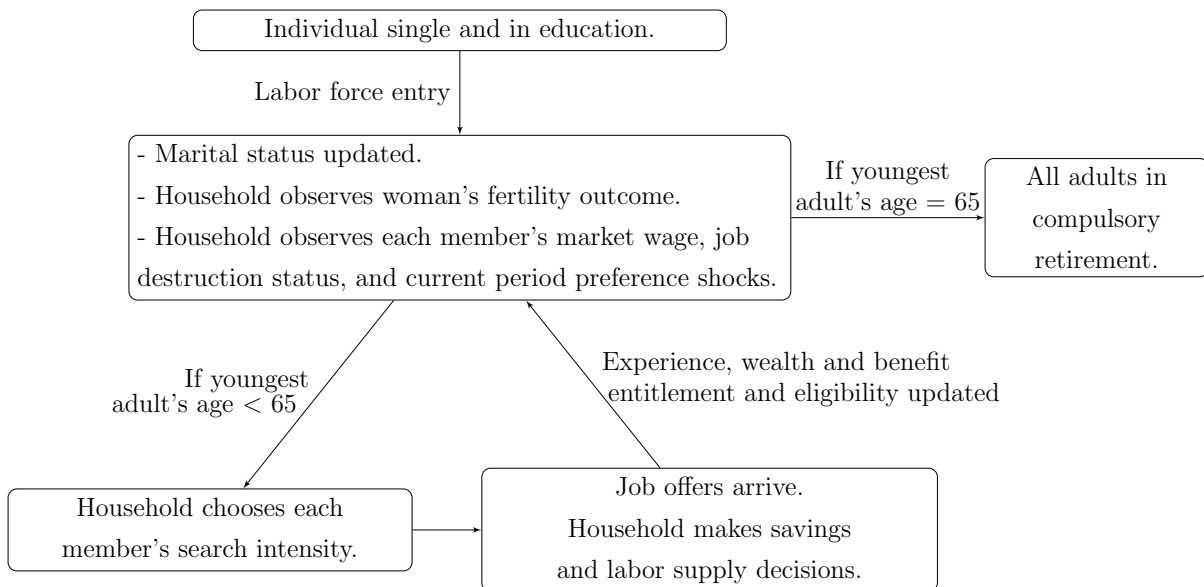 Individual single and in education.
Labor force entry
- Marital status updated.
- Household observes woman's fertility outcome.
- Household observes each member's market wage, job
destruction status, and current period preference shocks.
If youngest
adult's age = 65
All adults in
compulsory
retirement.
If youngest
adult's age < 65
Experience, wealth and benefit
entitlement and eligibility updated
Household chooses each
member's search intensity.
Job offers arrive.
Household makes savings
and labor supply decisions.